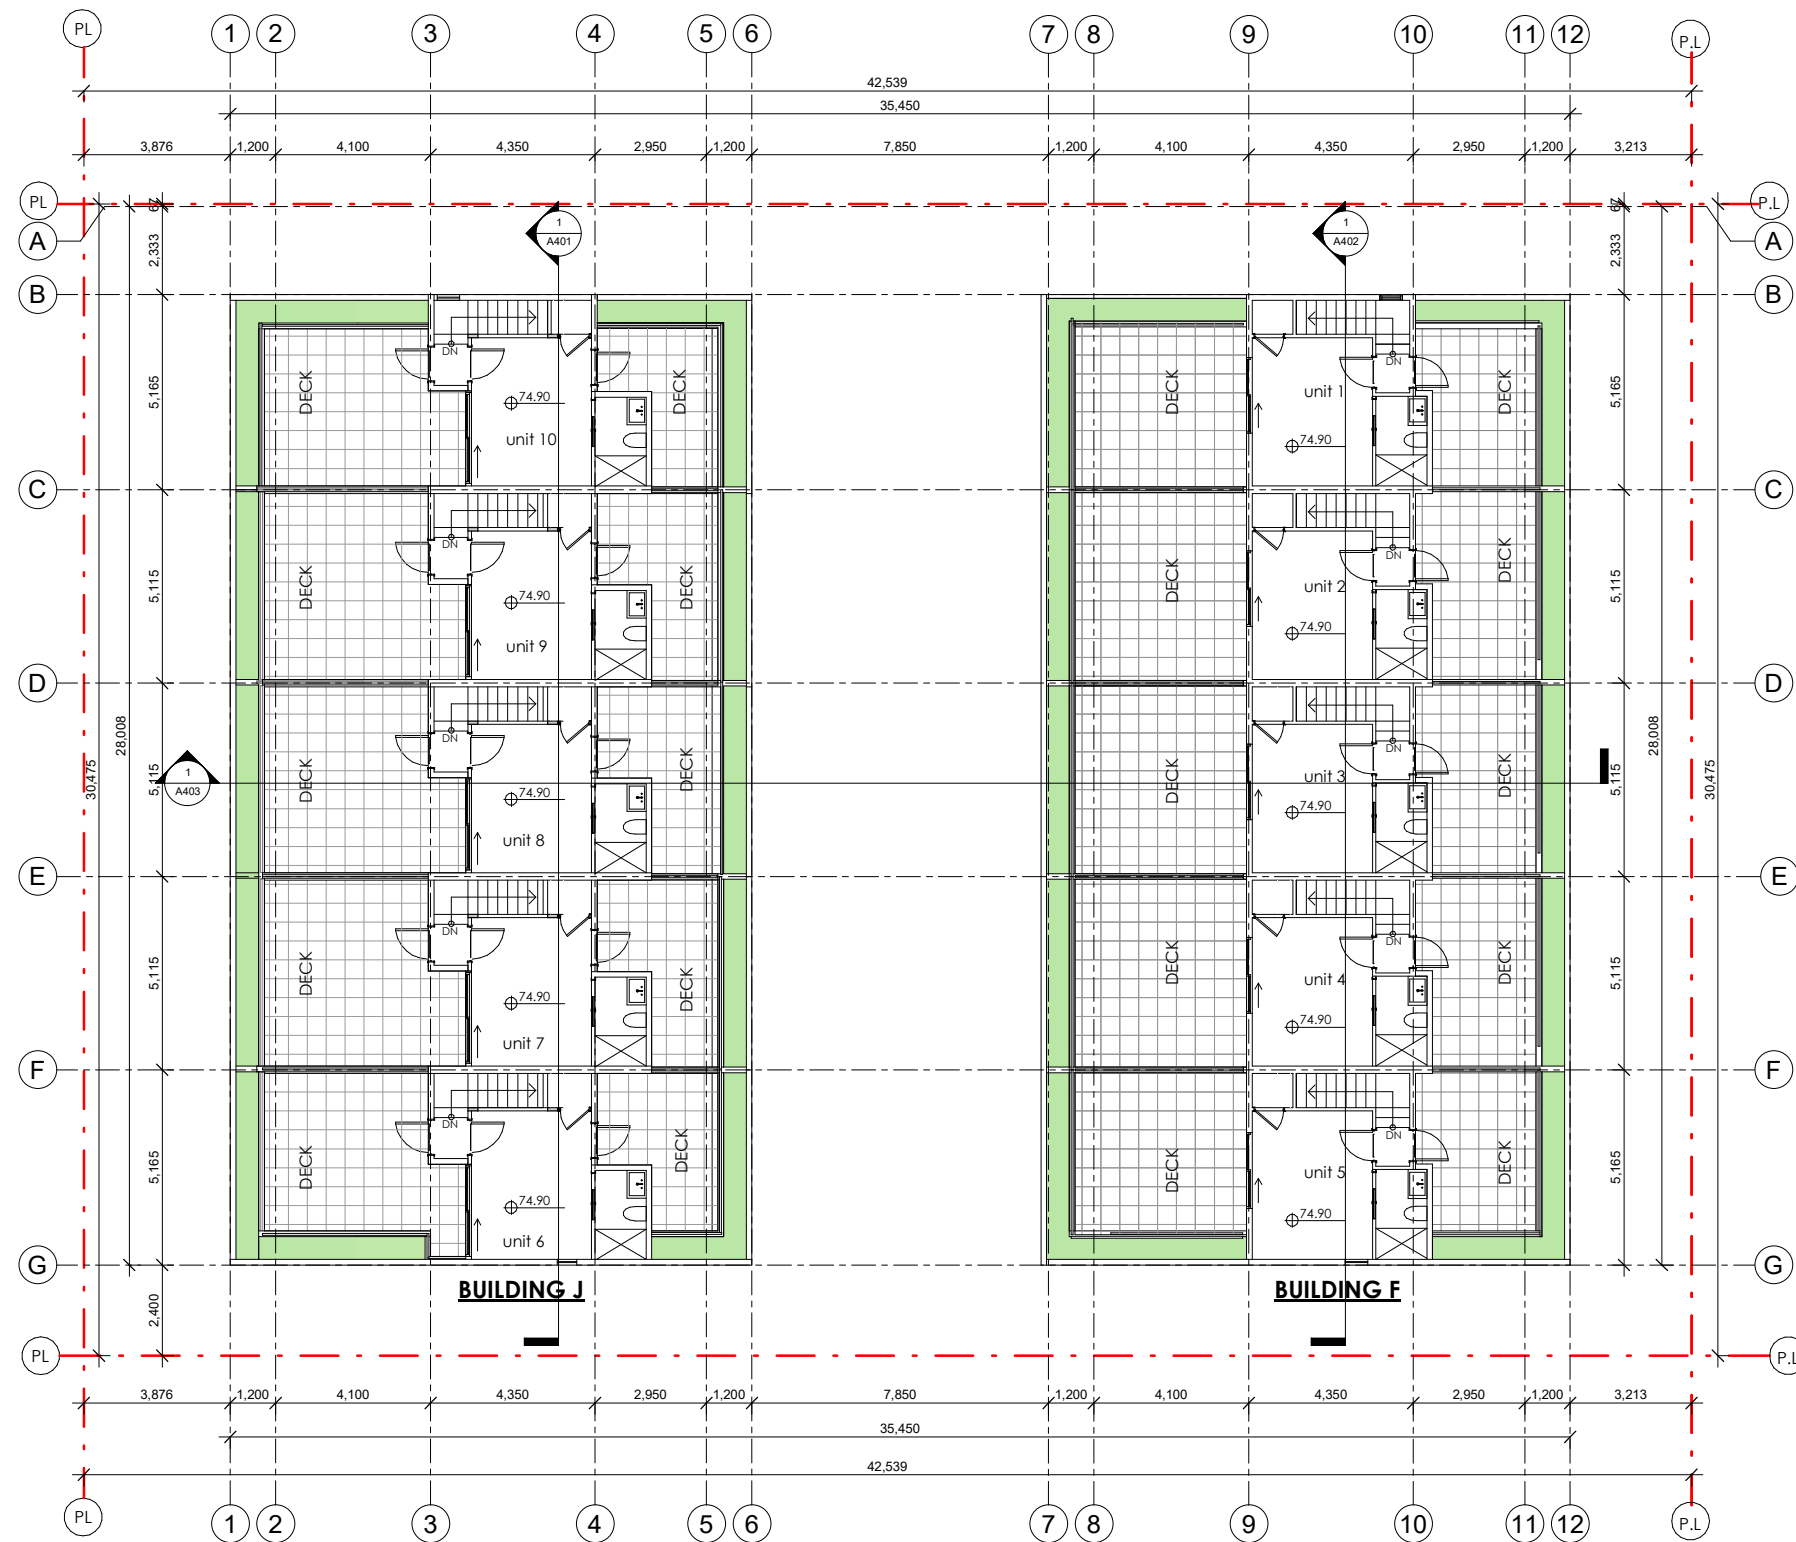 PL 1 2 3 4 5 6 7 8 9 10 11 12 P.L
42,539
35,450
3,876 1,200 4,100 4,350 2,950 1,200 7,850 1,200 4,100 4,350 2,950 1,200 3,213
PL 67 67 P.L
A 1 A401 1 A402 A
2,333 2,333
B B
DN DN
5,165 DECK 74.90 DECK DECK unit 1 DECK 5,165
unit 10 74.90
C C
DN DN
5,115 DECK 74.90 DECK DECK unit 2 DECK 5,115
unit 9 74.90
D D
28,008 28,008
DN DN
30,475 5,115 DECK 74.90 DECK DECK unit 3 DECK 5,115 30,475
1 A403
unit 8 74.90
E E
DN DN
5,115 DECK 74.90 DECK DECK unit 4 DECK 5,115
unit 7 74.90
F F
DN DN
5,165 DECK 74.90 DECK DECK unit 5 DECK 5,165
unit 6 74.90
G G
BUILDING J BUILDING F
2,400
PL P.L
3,876 1,200 4,100 4,350 2,950 1,200 7,850 1,200 4,100 4,350 2,950 1,200 3,213
35,450
42,539
PL 1 2 3 4 5 6 7 8 9 10 11 12 P.L